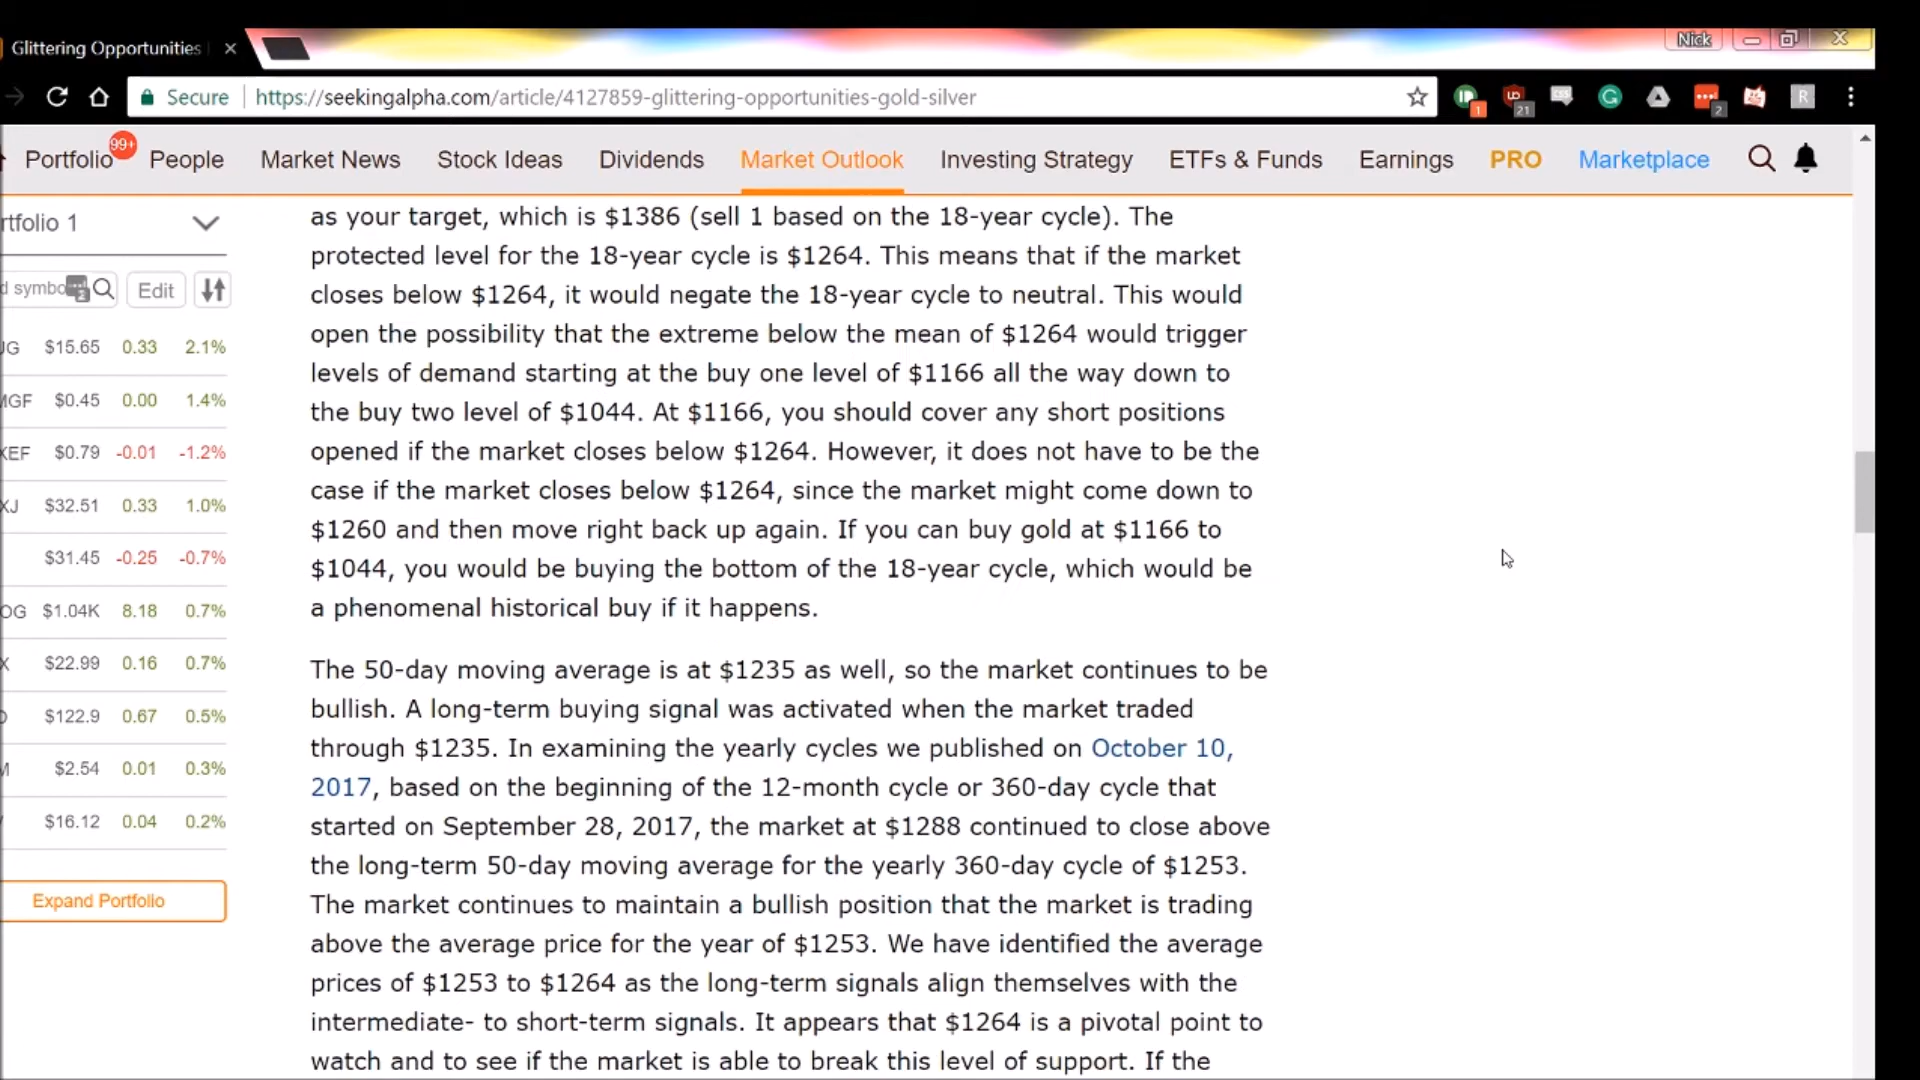 Glittering Opportunities
Nick
Secure
https://seekingalpha.com/article/4127859-glittering-opportunities-gold-silver
1
21
2
R
Portfolio 99+ People Market News Stock Ideas Dividends Market Outlook Investing Strategy ETFs & Funds Earnings PRO Marketplace
rtfolio 1
d symbo Edit
JG $15.65 0.33 2.1%
MGF $0.45 0.00 1.4%
XEF $0.79 -0.01 -1.2%
XJ $32.51 0.33 1.0%
$31.45 -0.25 -0.7%
OG $1.04K 8.18 0.7%
X $22.99 0.16 0.7%
$122.9 0.67 0.5%
M $2.54 0.01 0.3%
$16.12 0.04 0.2%
Expand Portfolio
as your target, which is $1386 (sell 1 based on the 18-year cycle). The
protected level for the 18-year cycle is $1264. This means that if the market
closes below $1264, it would negate the 18-year cycle to neutral. This would
open the possibility that the extreme below the mean of $1264 would trigger
levels of demand starting at the buy one level of $1166 all the way down to
the buy two level of $1044. At $1166, you should cover any short positions
opened if the market closes below $1264. However, it does not have to be the
case if the market closes below $1264, since the market might come down to
$1260 and then move right back up again. If you can buy gold at $1166 to
$1044, you would be buying the bottom of the 18-year cycle, which would be
a phenomenal historical buy if it happens.
The 50-day moving average is at $1235 as well, so the market continues to be
bullish. A long-term buying signal was activated when the market traded
through $1235. In examining the yearly cycles we published on October 10,
2017, based on the beginning of the 12-month cycle or 360-day cycle that
started on September 28, 2017, the market at $1288 continued to close above
the long-term 50-day moving average for the yearly 360-day cycle of $1253.
The market continues to maintain a bullish position that the market is trading
above the average price for the year of $1253. We have identified the average
prices of $1253 to $1264 as the long-term signals align themselves with the
intermediate- to short-term signals. It appears that $1264 is a pivotal point to
watch and to see if the market is able to break this level of support. If the